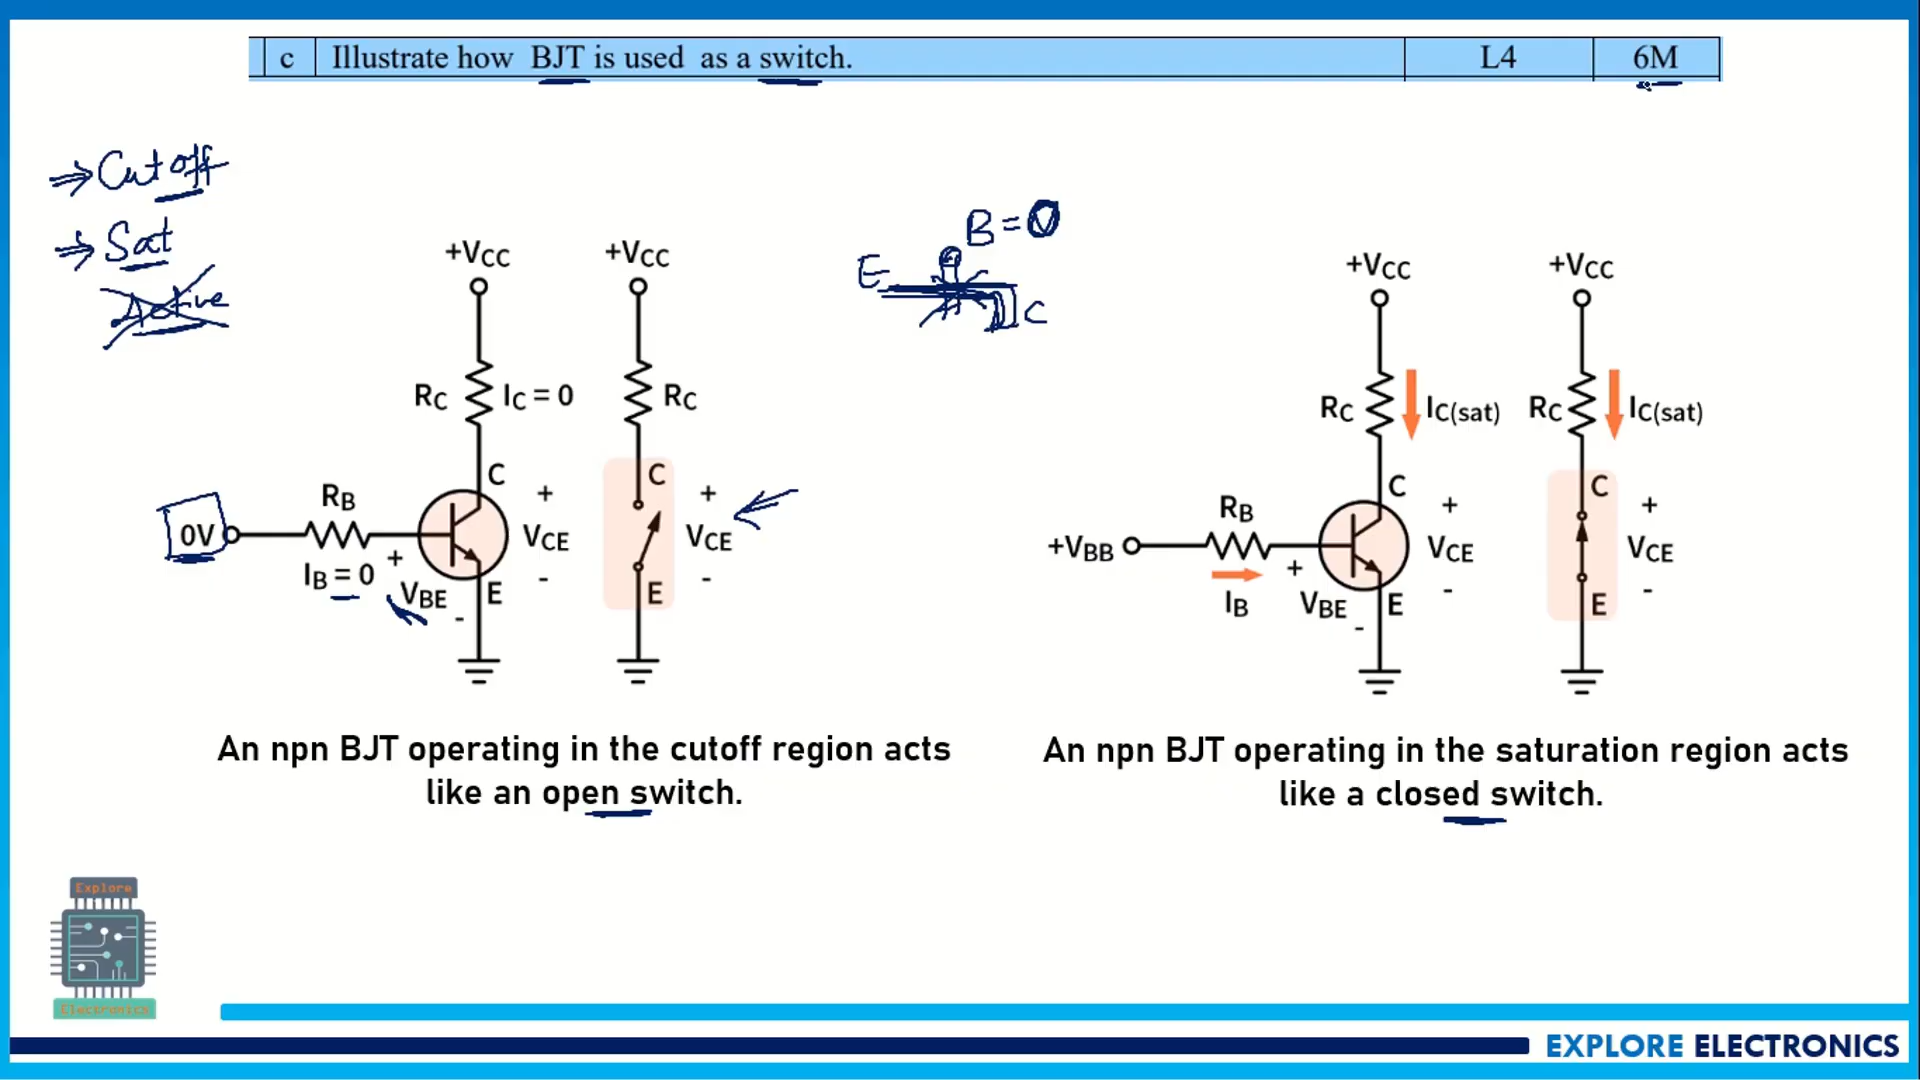 c Illustrate how BJT is used as a switch. L4 6M
⇒ Cut off
⇒ Sat
Active
B = 0
E
C
+VCC
+VCC
RC
IC = 0
RC
C
C
0V
RB
IB = 0
+
VBE
-
E
+
VCE
-
+
VCE
-
E
An npn BJT operating in the cutoff region acts
like an open switch.
+VCC
+VCC
RC
IC(sat)
RC
IC(sat)
C
C
+VBB
RB
IB
+
VBE
-
E
+
VCE
-
+
VCE
-
E
An npn BJT operating in the saturation region acts
like a closed switch.
Explore
Electronics
EXPLORE ELECTRONICS